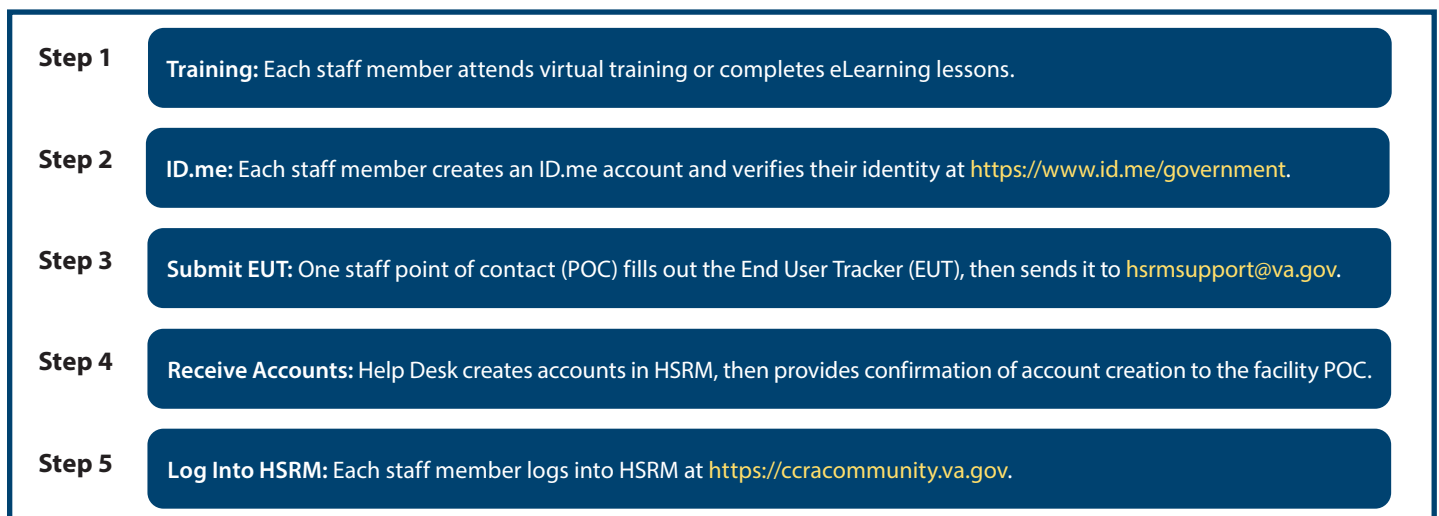 Step 1
Training: Each staff member attends virtual training or completes eLearning lessons.
Step 2
ID.me: Each staff member creates an ID.me account and verifies their identity at https://www.id.me/government.
Step 3
Submit EUT: One staff point of contact (POC) fills out the End User Tracker (EUT), then sends it to hsrmsupport@va.gov.
Step 4
Receive Accounts: Help Desk creates accounts in HSRM, then provides confirmation of account creation to the facility POC.
Step 5
Log Into HSRM: Each staff member logs into HSRM at https://ccracommunity.va.gov.